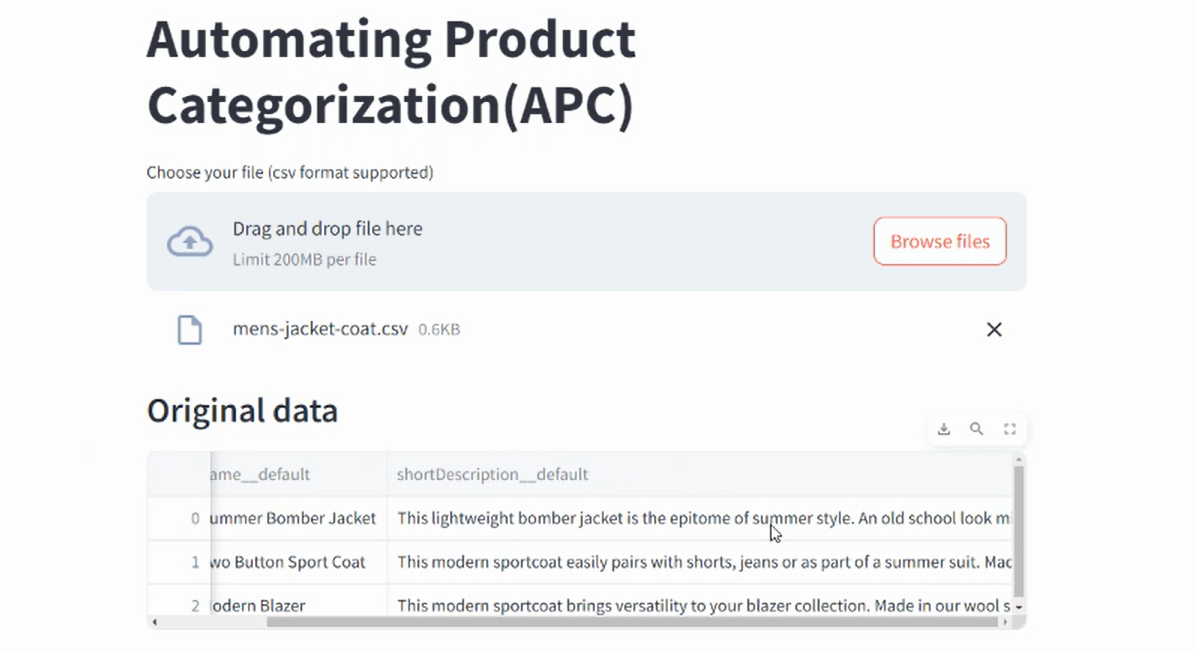 Automating Product
Categorization(APC)
Choose your file (csv format supported)
Drag and drop file here
Limit 200MB per file
Browse files
mens-jacket-coat.csv 0.6KB
Original data
ame__default shortDescription__default
0 ummer Bomber Jacket This lightweight bomber jacket is the epitome of summer style. An old school look mi
1 wo Button Sport Coat This modern sportcoat easily pairs with shorts, jeans or as part of a summer suit. Mac
2 odern Blazer This modern sportcoat brings versatility to your blazer collection. Made in our wool s